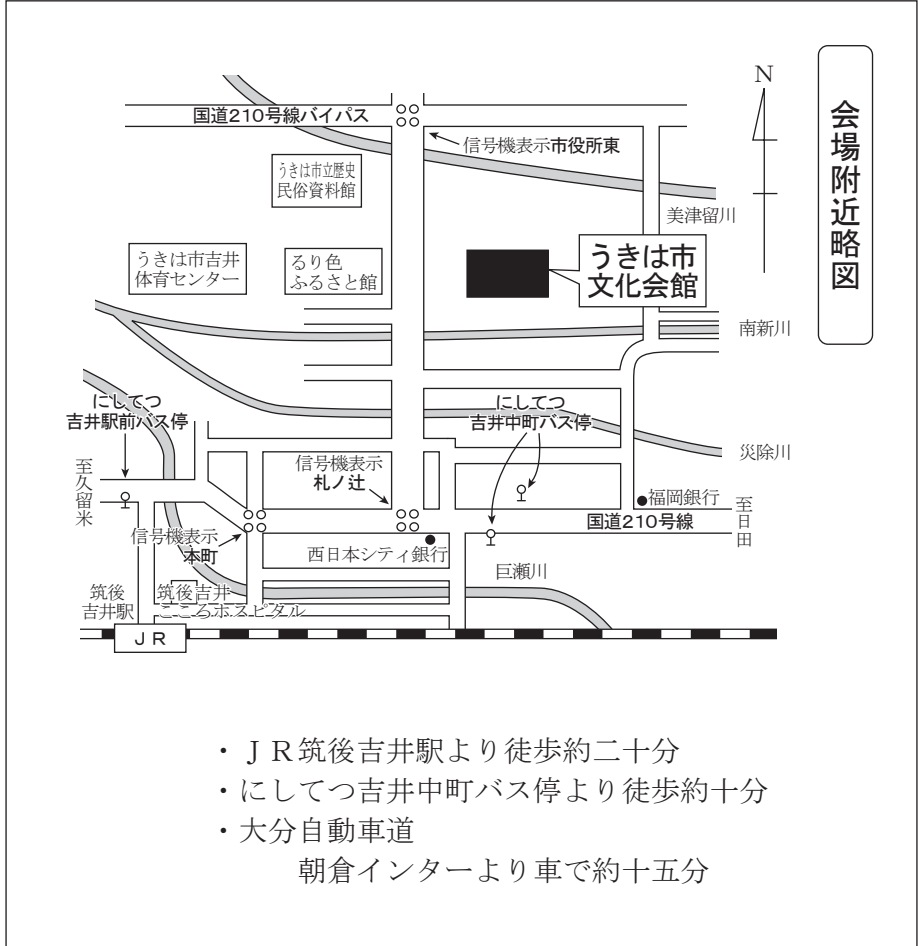 会場附近略図
N
国道210号線バイパス
信号機表示市役所東
うきは市立歴史
民俗資料館
美津留川
うきは市吉井
体育センター
るり色
ふるさと館
うきは市
文化会館
南新川
にしてつ
吉井駅前バス停
にしてつ
吉井中町バス停
災除川
至久留米
信号機表示
札ノ辻
福岡銀行
至日田
国道210号線
信号機表示
本町
西日本シティ銀行
巨瀬川
筑後
吉井駅
筑後吉井
こころホスピタル
JR
・JR筑後吉井駅より徒歩約二十分
・にしてつ吉井中町バス停より徒歩約十分
・大分自動車道
朝倉インターより車で約十五分